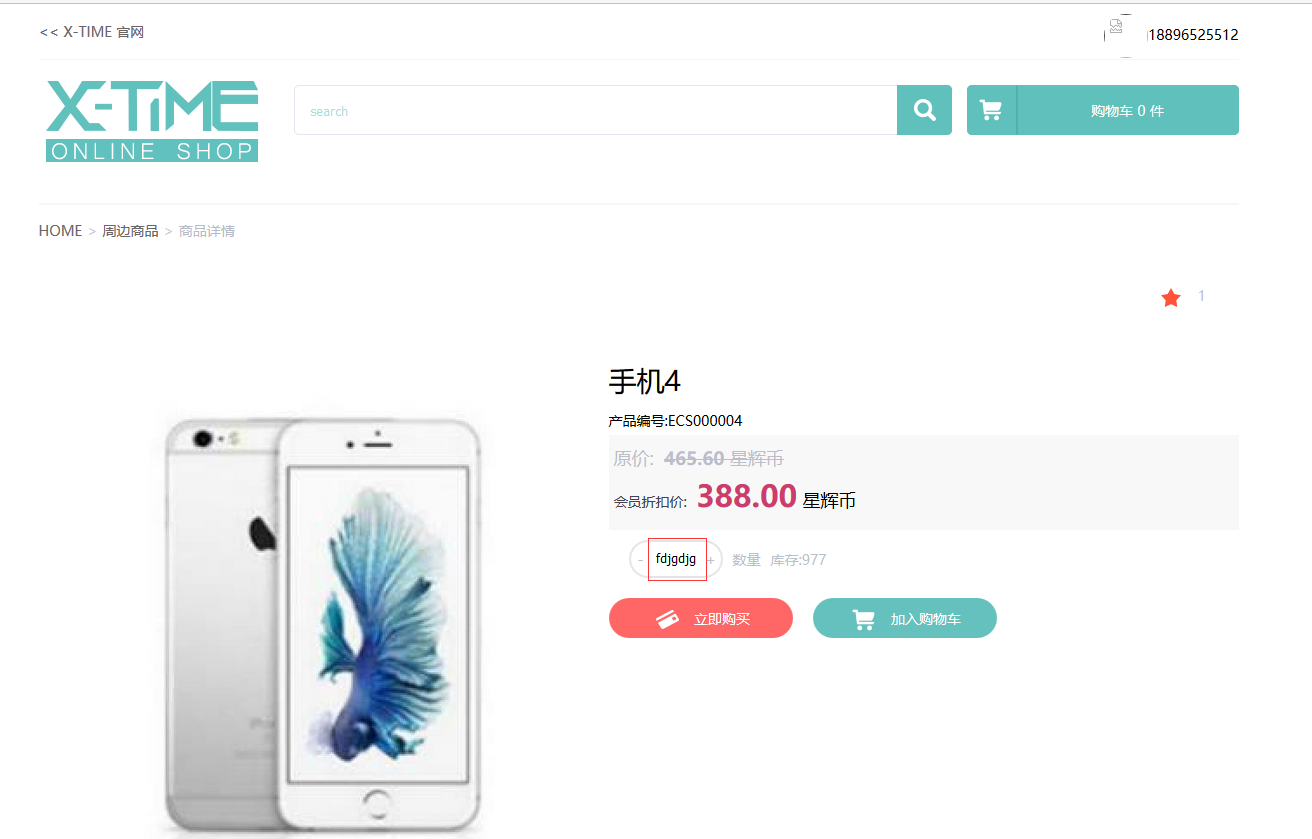 << X-TIME 官网
18896525512
X-TiME
ONLINE SHOP
search
购物车 0 件
HOME > 周边商品 > 商品详情
1
手机4
产品编号:ECS000004
原价: 465.60 星辉币
会员折扣价: 388.00 星辉币
- fdjgdjg + 数量 库存:977
立即购买
加入购物车